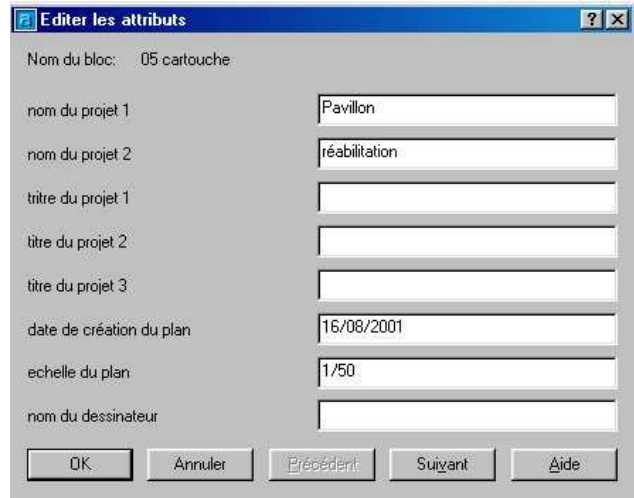 Editer les attributs
Nom du bloc: 05 cartouche
nom du projet 1 Pavillon
nom du projet 2 réabilitation
tritre du projet 1
titre du projet 2
titre du projet 3
date de création du plan 16/08/2001
echelle du plan 1/50
nom du dessinateur
OK Annuler Précédent Suivant Aide